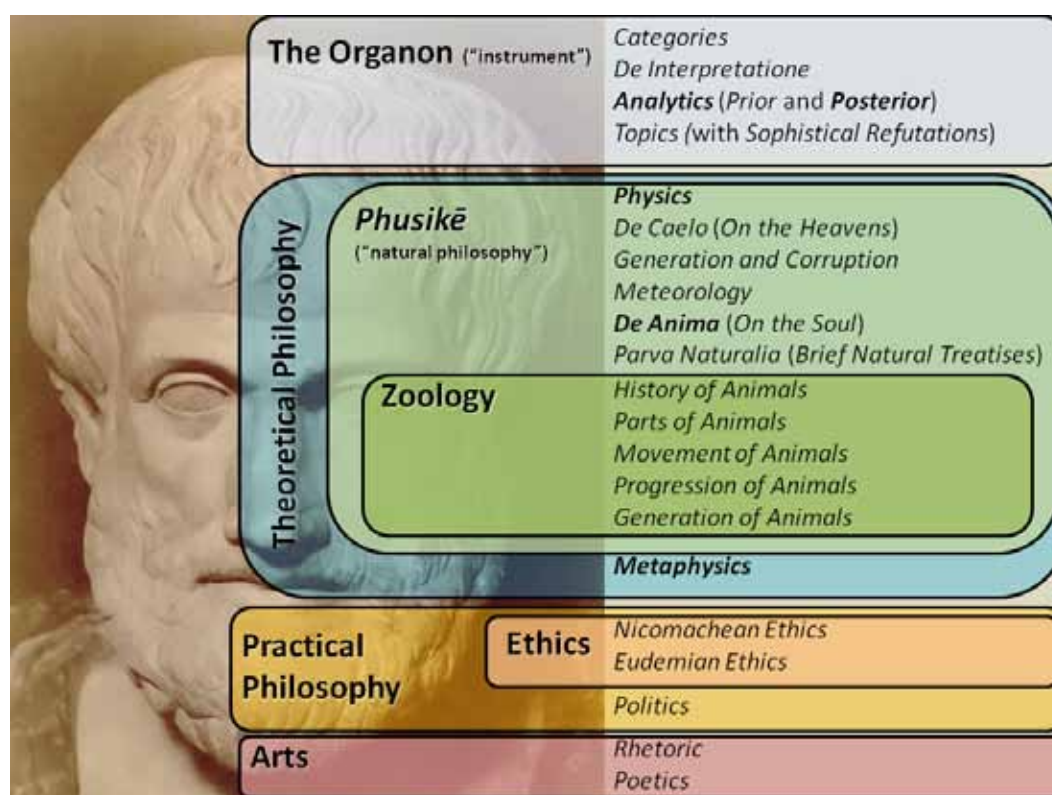 The Organon ("instrument")
Categories
De Interpretatione
Analytics (Prior and Posterior)
Topics (with Sophistical Refutations)
Theoretical Philosophy
Phusikē
("natural philosophy")
Physics
De Caelo (On the Heavens)
Generation and Corruption
Meteorology
De Anima (On the Soul)
Parva Naturalia (Brief Natural Treatises)
Zoology
History of Animals
Parts of Animals
Movement of Animals
Progression of Animals
Generation of Animals
Metaphysics
Practical
Philosophy
Ethics
Nicomachean Ethics
Eudemian Ethics
Politics
Arts
Rhetoric
Poetics